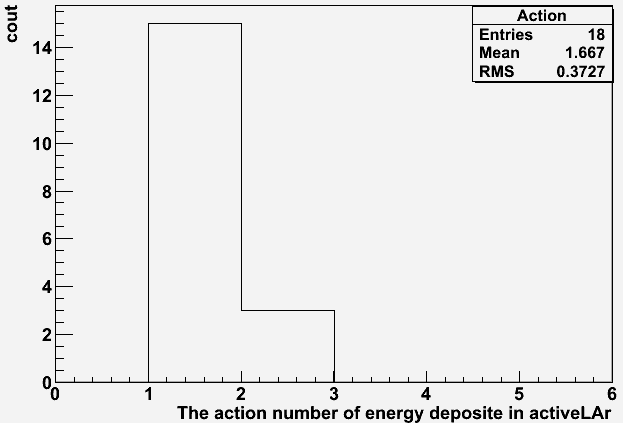 cout
Action
Entries 18
Mean 1.667
RMS 0.3727
14
12
10
8
6
4
2
0
0 1 2 3 4 5 6
The action number of energy deposite in activeLAr